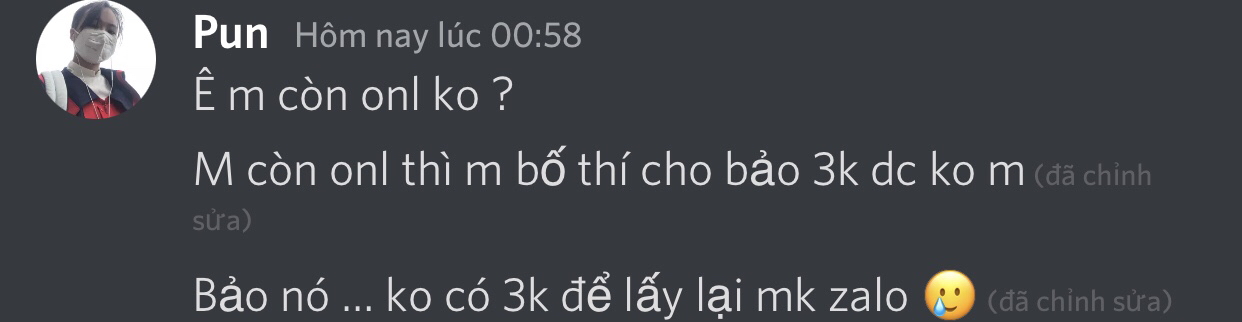 Pun Hôm nay lúc 00:58
Ê m còn onl ko ?
M còn onl thì m bố thí cho bảo 3k dc ko m (đã chỉnh
sửa)
Bảo nó ... ko có 3k để lấy lại mk zalo 🥲 (đã chỉnh sửa)